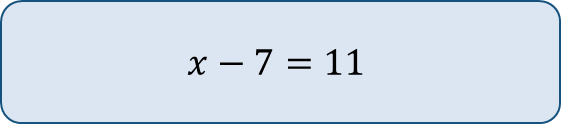 x − 7 = 11